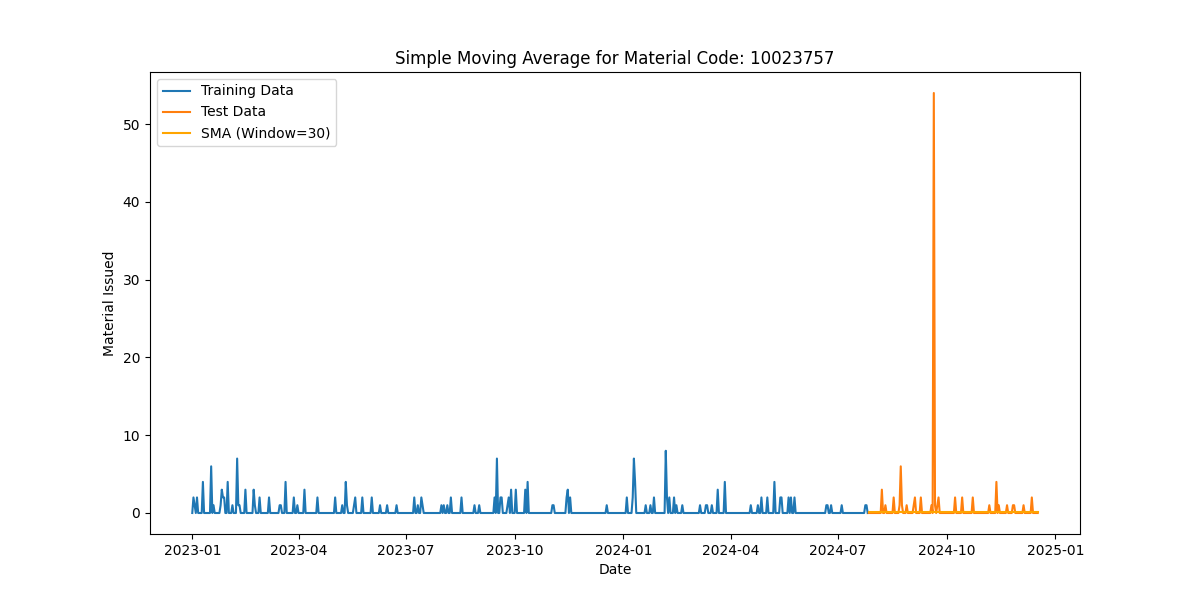 Simple Moving Average for Material Code: 10023757
Training Data
Test Data
SMA (Window=30)
Material Issued
50
40
30
20
10
0
2023-01 2023-04 2023-07 2023-10 2024-01 2024-04 2024-07 2024-10 2025-01
Date